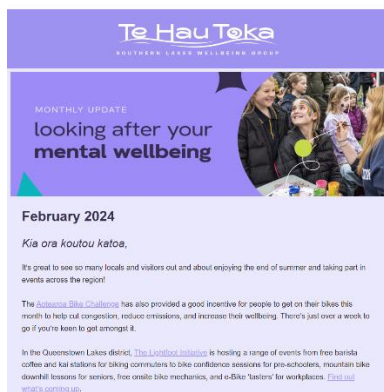 Te Hau Toka
SOUTHERN LAKES WELLBEING GROUP
MONTHLY UPDATE
looking after your
mental wellbeing
February 2024
Kia ora koutou katoa,
It's great to see so many locals and visitors out and about enjoying the end of summer and taking part in
events across the region!
The Aotearoa Bike Challenge has also provided a good incentive for people to get on their bikes this
month to help cut congestion, reduce emissions, and increase their wellbeing. There's just over a week to
go if you're keen to get amongst it.
In the Queenstown Lakes district, The Lightfoot Initiative is hosting a range of events from free barista
coffee and kai stations for biking commuters to bike confidence sessions for pre-schoolers, mountain bike
downhill lessons for seniors, free onsite bike mechanics, and e-Bike 'tasters' for workplaces. Find out
what's coming up.